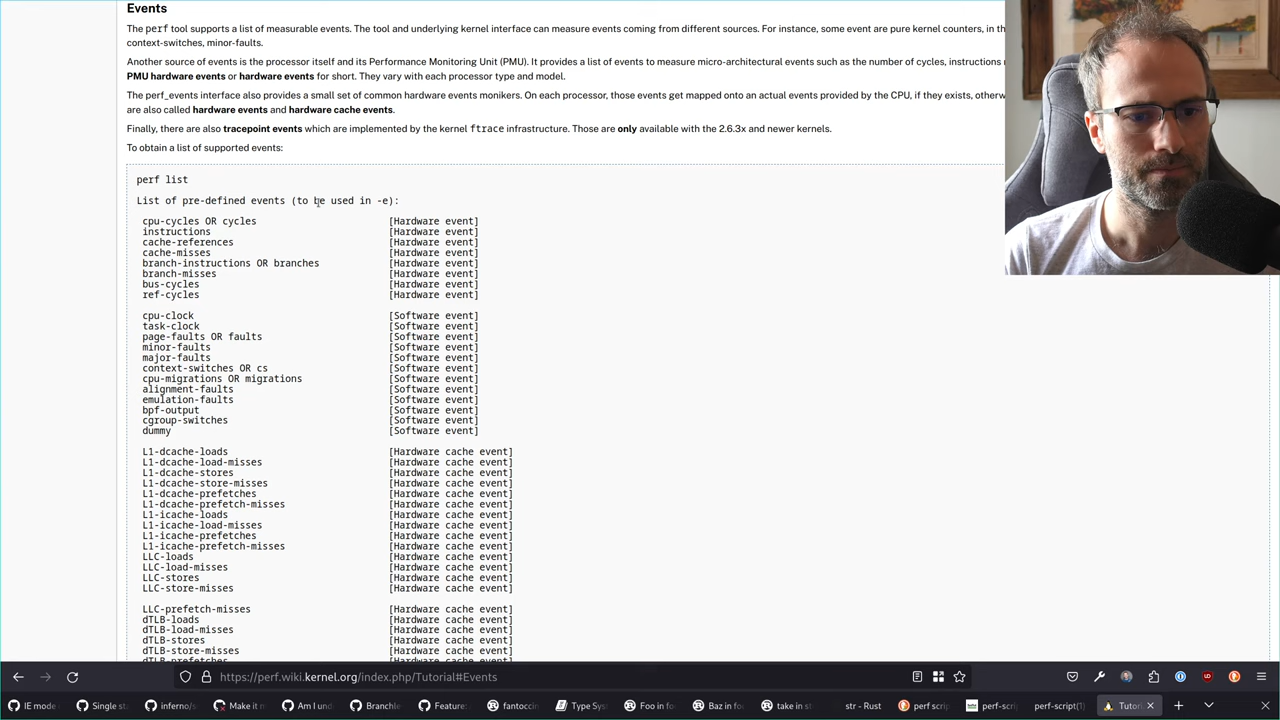 Events
The perf tool supports a list of measurable events. The tool and underlying kernel interface can measure events coming from different sources. For instance, some event are pure kernel counters, in th
context-switches, minor-faults.
Another source of events is the processor itself and its Performance Monitoring Unit (PMU). It provides a list of events to measure micro-architectural events such as the number of cycles, instructions
PMU hardware events or hardware events for short. They vary with each processor type and model.
The perf_events interface also provides a small set of common hardware events monikers. On each processor, those events get mapped onto an actual events provided by the CPU, if they exists, otherw
are also called hardware events and hardware cache events.
Finally, there are also tracepoint events which are implemented by the kernel ftrace infrastructure. Those are only available with the 2.6.3x and newer kernels.
To obtain a list of supported events:
perf list
List of pre-defined events (to be used in -e):
cpu-cycles OR cycles [Hardware event]
instructions [Hardware event]
cache-references [Hardware event]
cache-misses [Hardware event]
branch-instructions OR branches [Hardware event]
branch-misses [Hardware event]
bus-cycles [Hardware event]
ref-cycles [Hardware event]
cpu-clock [Software event]
task-clock [Software event]
page-faults OR faults [Software event]
minor-faults [Software event]
major-faults [Software event]
context-switches OR cs [Software event]
cpu-migrations OR migrations [Software event]
alignment-faults [Software event]
emulation-faults [Software event]
bpf-output [Software event]
cgroup-switches [Software event]
dummy [Software event]
L1-dcache-loads [Hardware cache event]
L1-dcache-load-misses [Hardware cache event]
L1-dcache-stores [Hardware cache event]
L1-dcache-store-misses [Hardware cache event]
L1-dcache-prefetches [Hardware cache event]
L1-dcache-prefetch-misses [Hardware cache event]
L1-icache-loads [Hardware cache event]
L1-icache-load-misses [Hardware cache event]
L1-icache-prefetches [Hardware cache event]
L1-icache-prefetch-misses [Hardware cache event]
LLC-loads [Hardware cache event]
LLC-load-misses [Hardware cache event]
LLC-stores [Hardware cache event]
LLC-store-misses [Hardware cache event]
LLC-prefetch-misses [Hardware cache event]
dTLB-loads [Hardware cache event]
dTLB-load-misses [Hardware cache event]
dTLB-stores [Hardware cache event]
dTLB-store-misses [Hardware cache event]
dTLB-prefetches [Hardware cache event]
https://perf.wiki.kernel.org/index.php/Tutorial#Events
IE mode Single st inferno/s Make it n Am I und Branchle Feature: fantoccin Type Sys Foo in fo Baz in fo take in st str - Rust perf scrip perf-scri perf-script(1) Tutori